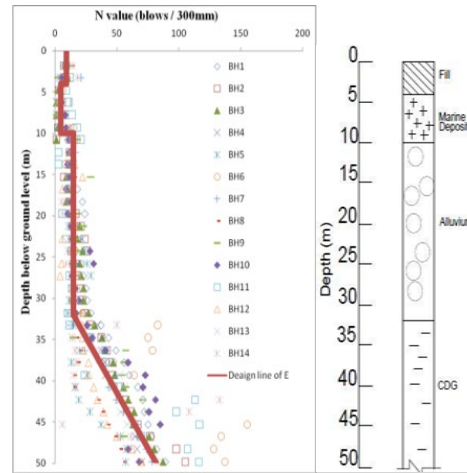 N value (blows / 300mm)
0 50 100 150 200
0
5
10
15
20
25
30
35
40
45
50
Depth below ground level (m)
BH1
BH2
BH3
BH4
BH5
BH6
BH7
BH8
BH9
BH10
BH11
BH12
BH13
BH14
Deaign line of E
0
5
10
15
20
25
30
35
40
45
50
Depth (m)
Fill
Marine
Deposit
Alluvium
CDG